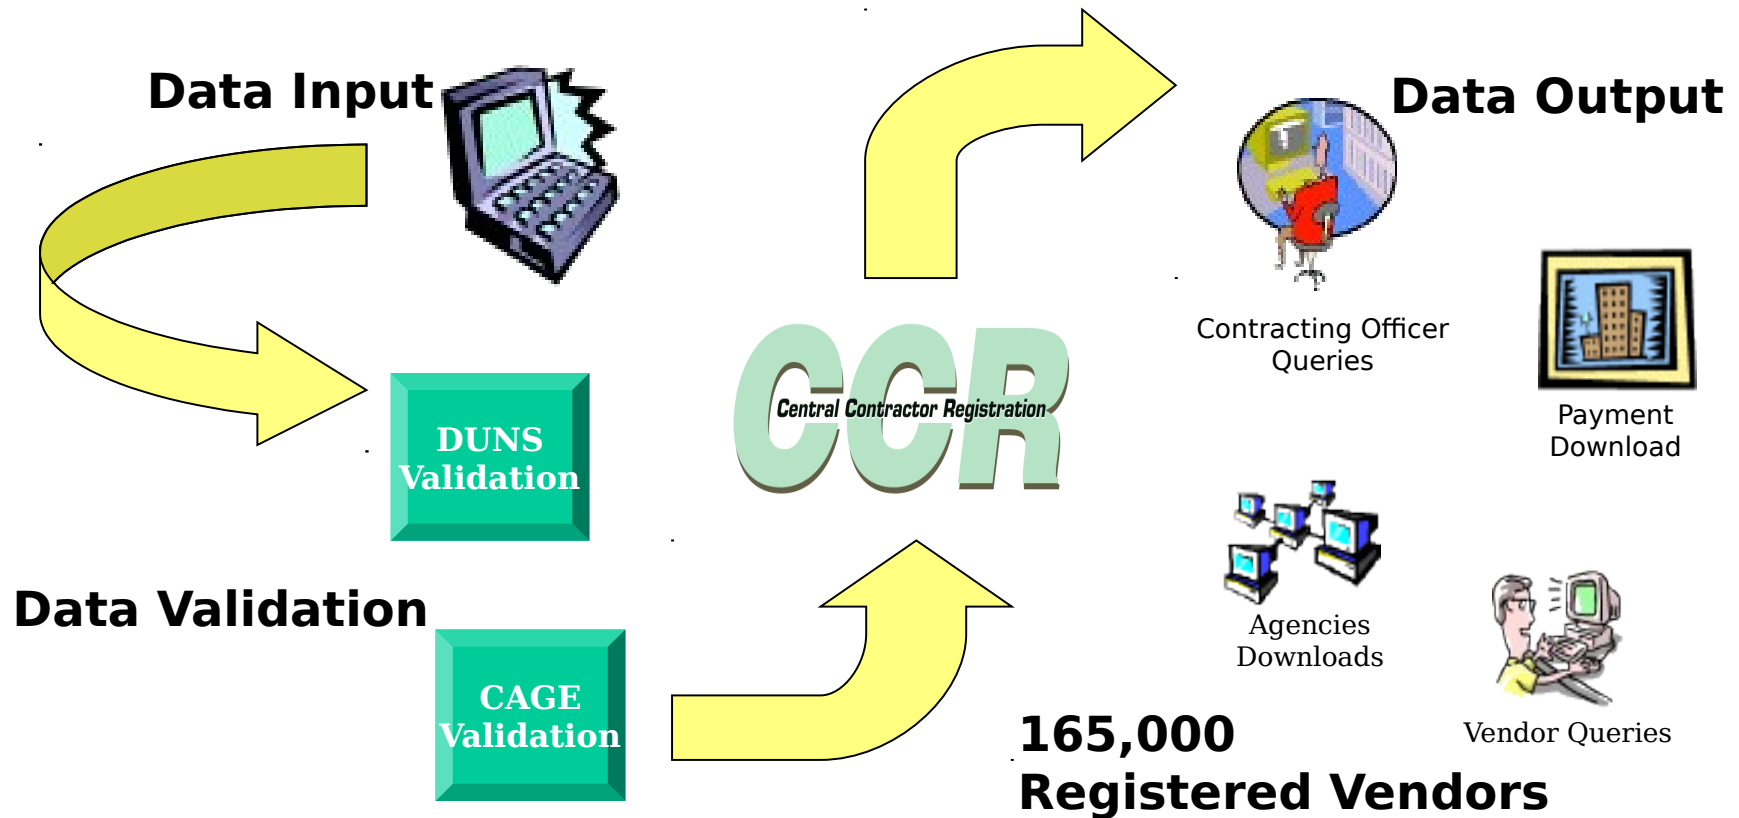 Data Input
DUNS
Validation
Data Validation
CAGE
Validation
CCR
Central Contractor Registration
Data Output
Contracting Officer
Queries
Payment
Download
Agencies
Downloads
Vendor Queries
165,000
Registered Vendors